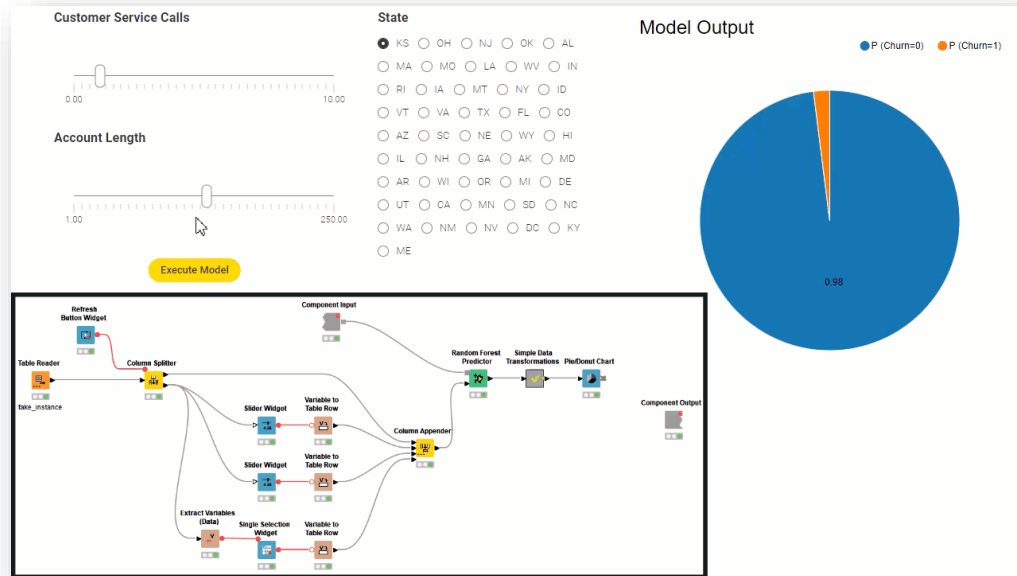 Customer Service Calls
0.00 10.00
Account Length
1.00 250.00
Execute Model
State
KS OH NJ OK AL
MA MO LA WV IN
RI IA MT NY ID
VT VA TX FL CO
AZ SC NE WY HI
IL NH GA AK MD
AR WI OR MI DE
UT CA MN SD NC
WA NM NV DC KY
ME
Model Output
P (Churn=0) P (Churn=1)
0.98
Refresh
Button Widget
Component Input
Table Reader
Column Splitter
fake_instance
Random Forest
Predictor
Simple Data
Transformations
Pie/Donut Chart
Slider Widget
Variable to
Table Row
Column Appender
Component Output
Slider Widget
Variable to
Table Row
Extract Variables
(Data)
Single Selection
Widget
Variable to
Table Row